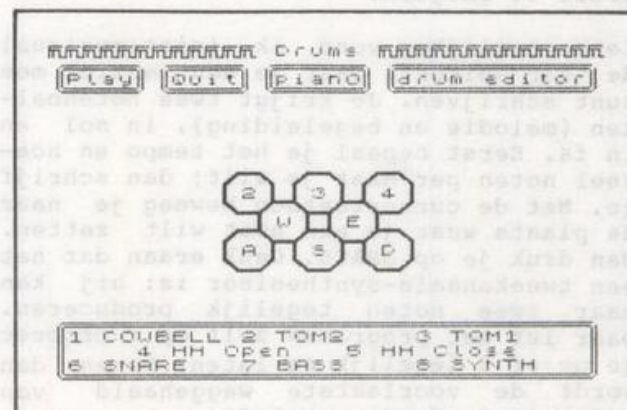 Drums
Play Quit pianO drUm editor
2 3 4
W E
A S D
1 COWBELL 2 TOM2 3 TOM1
4 HH Open 5 HH Close
6 SNARE 7 BASS 8 SYNTH